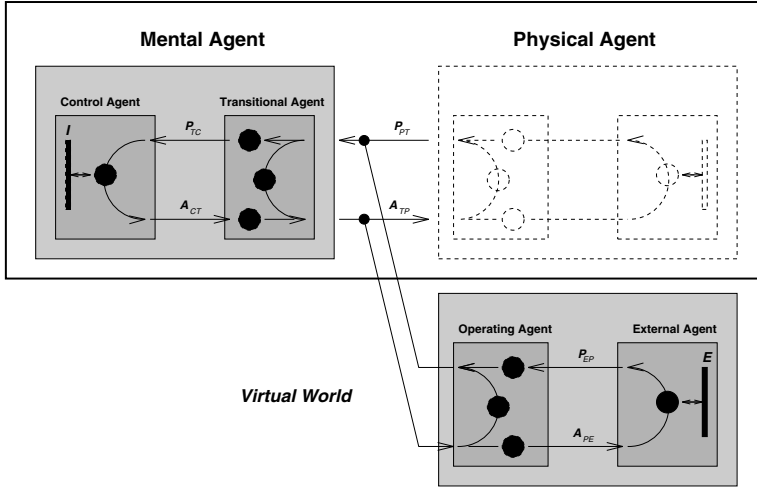 Mental Agent
Physical Agent
Control Agent
Transitional Agent
I
P_TC
P_PT
A_CT
A_TP
Operating Agent
External Agent
P_EP
E
Virtual World
A_PE